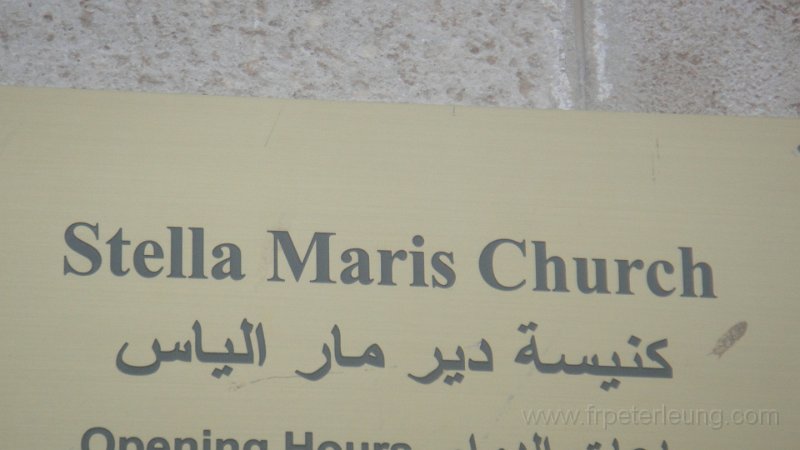 Stella Maris Church
كنيسة دير مار الياس
Opening Hours
www.frpeterleung.com